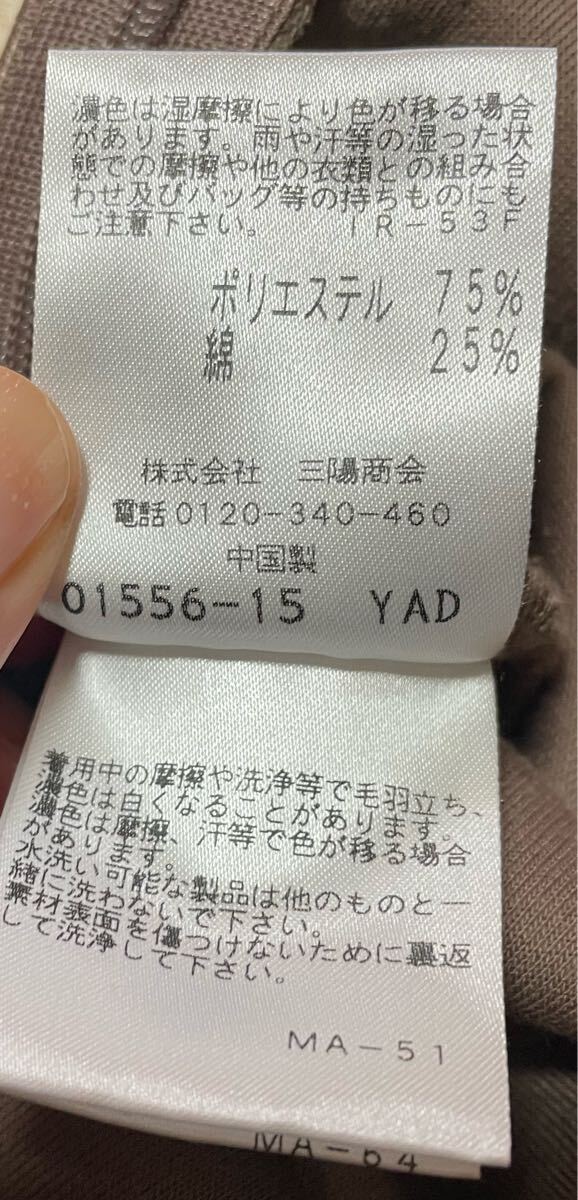 濃色は湿摩擦により色が移る場合
があります。雨や汗等の湿った状
態での摩擦や他の衣類との組み合
わせ及びバッグ等の持ちものにも
ご注意下さい。 IR-53F
ポリエステル 75%
綿 25%
株式会社 三陽商会
電話0120-340-460
中国製
01556-15 YAD
着用中の摩擦や洗浄等で毛羽立ち、
濃色は白くなることがあります。
濃色は摩擦、汗等で色が移る場合
があります。
水洗い可能な製品は他のものと一
緒に洗わないで下さい。
素材表面を傷つけないために裏返
して洗浄して下さい。
MA-51
MA-64